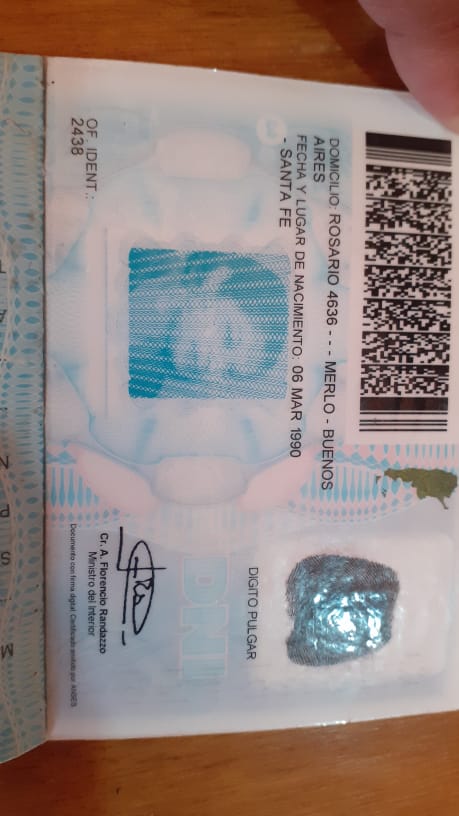 DOMICILIO: ROSARIO 4636 - - - MERLO - BUENOS
AIRES
FECHA Y LUGAR DE NACIMIENTO: 06 MAR 1990
- SANTA FE
OF. IDENT.:
2438
DIGITO PULGAR
DNI
Cr. A. Florencio Randazzo
Ministro del Interior
Documento con firma digital. Certificado emitido por ANSES